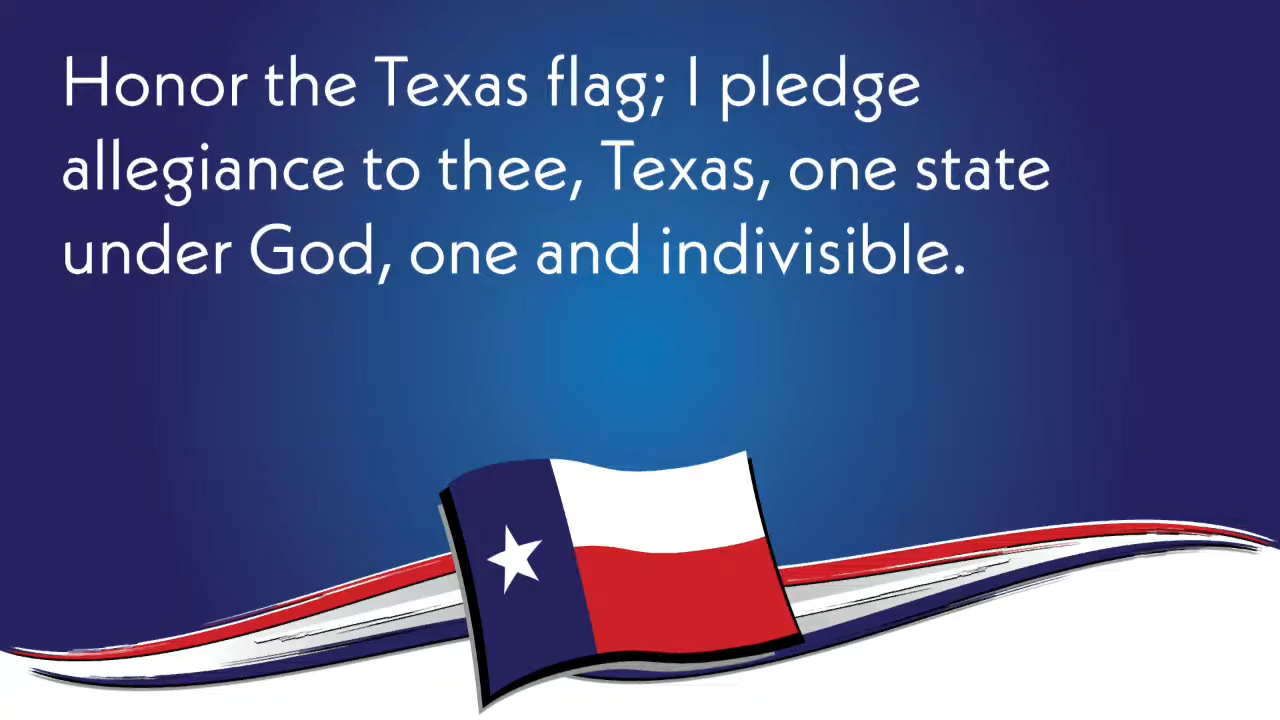 Honor the Texas flag; I pledge
allegiance to thee, Texas, one state
under God, one and indivisible.